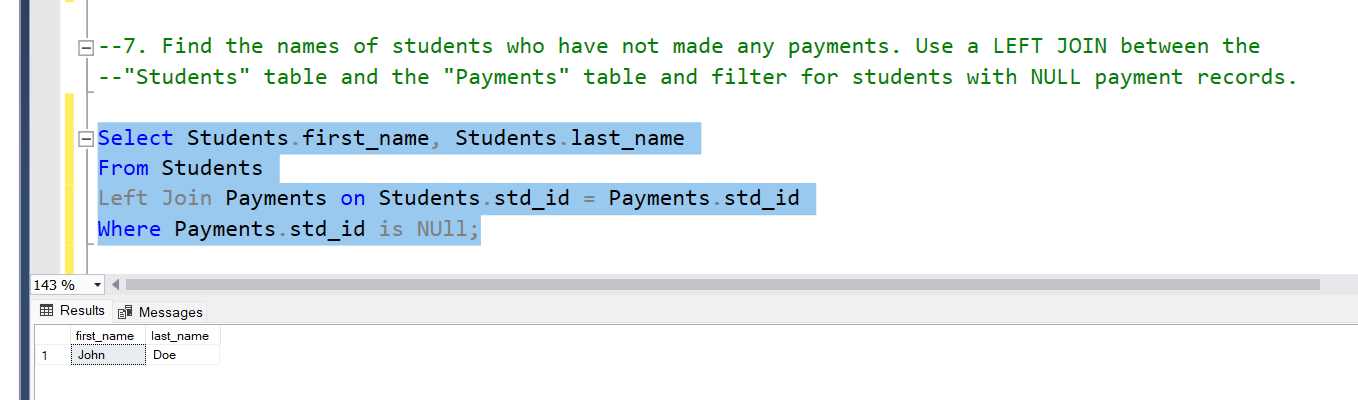 --7. Find the names of students who have not made any payments. Use a LEFT JOIN between the
--"Students" table and the "Payments" table and filter for students with NULL payment records.
Select Students.first_name, Students.last_name
From Students
Left Join Payments on Students.std_id = Payments.std_id
Where Payments.std_id is NUll;
143 %
Results Messages
first_name last_name
1 John Doe